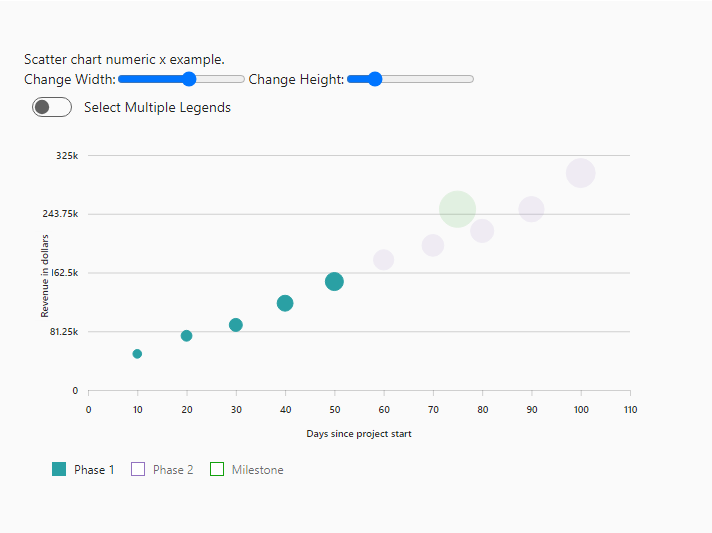 Scatter chart numeric x example.
Change Width: Change Height:
Select Multiple Legends
325k
243.75k
162.5k
81.25k
0
Revenue in dollars
0 10 20 30 40 50 60 70 80 90 100 110
Days since project start
Phase 1 Phase 2 Milestone